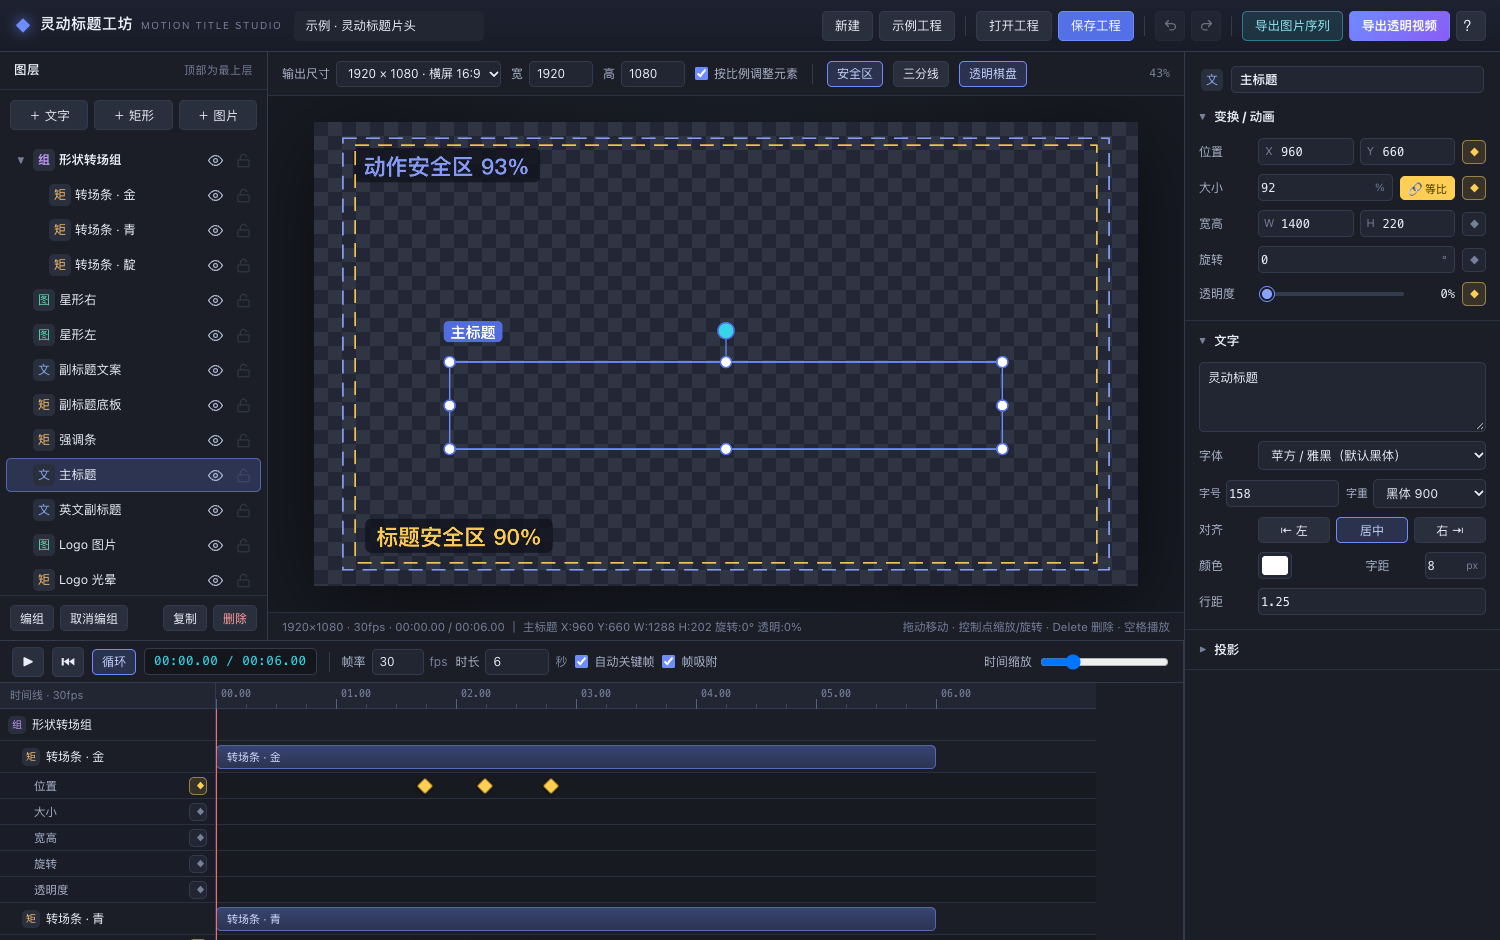 灵动标题工坊 MOTION TITLE STUDIO 示例 · 灵动标题片头 新建 示例工程 打开工程 保存工程 导出图片序列 导出透明视频 ?
图层 顶部为最上层
+ 文字 + 矩形 + 图片
组 形状转场组
矩 转场条 · 金
矩 转场条 · 青
矩 转场条 · 靛
图 星形右
图 星形左
文 副标题文案
矩 副标题底板
矩 强调条
文 主标题
文 英文副标题
图 Logo 图片
矩 Logo 光晕
编组 取消编组 复制 删除
输出尺寸 1920 × 1080 · 横屏 16:9 宽 1920 高 1080 按比例调整元素 安全区 三分线 透明棋盘 43%
动作安全区 93%
主标题
标题安全区 90%
1920×1080 · 30fps · 00:00.00 / 00:06.00 | 主标题 X:960 Y:660 W:1288 H:202 旋转:0° 透明:0% 拖动移动 · 控制点缩放/旋转 · Delete 删除 · 空格播放
文 主标题
变换 / 动画
位置 X 960 Y 660
大小 92 % 🔗 等比
宽高 W 1400 H 220
旋转 0 °
透明度 0%
文字
灵动标题
字体 苹方 / 雅黑（默认黑体）
字号 158 字重 黑体 900
对齐 ⇤ 左 居中 右 ⇥
颜色 字距 8 px
行距 1.25
投影
循环 00:00.00 / 00:06.00 帧率 30 fps 时长 6 秒 自动关键帧 帧吸附 时间缩放
时间线 · 30fps 00.00 01.00 02.00 03.00 04.00 05.00 06.00
组 形状转场组
矩 转场条 · 金 转场条 · 金
位置
大小
宽高
旋转
透明度
矩 转场条 · 青 转场条 · 青